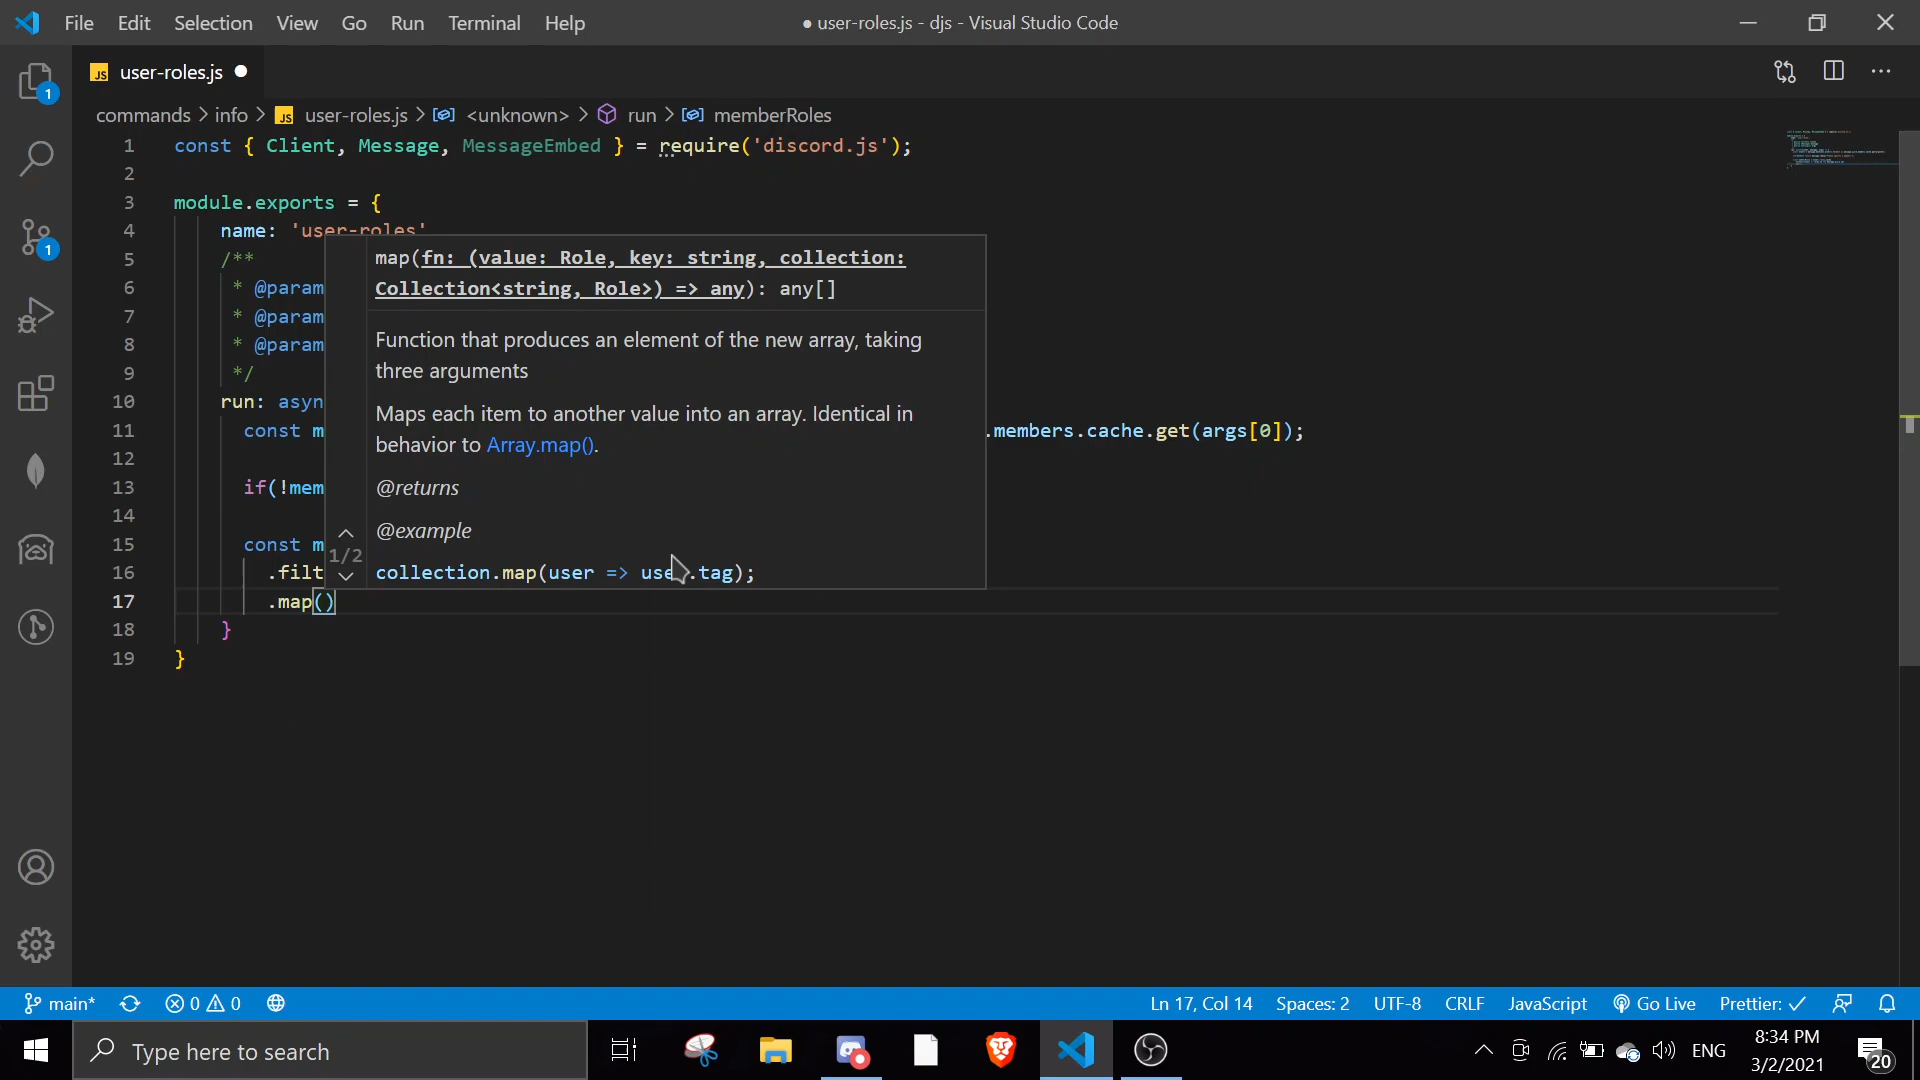 File Edit Selection View Go Run Terminal Help
● user-roles.js - djs - Visual Studio Code
JS user-roles.js ●
commands > info > JS user-roles.js > <unknown> > run > memberRoles
1 const { Client, Message, MessageEmbed } = require('discord.js');
2
3 module.exports = {
4 name: 'user-roles'
5 /**
6 * @param
7 * @param
8 * @param
9 */
10 run: asyn
11 const m .members.cache.get(args[0]);
12
13 if(!mem
14
15 const m
16 .filt
17 .map()
18 }
19 }
map(fn: (value: Role, key: string, collection:
Collection<string, Role>) => any): any[]
Function that produces an element of the new array, taking
three arguments
Maps each item to another value into an array. Identical in
behavior to Array.map().
@returns
@example
1/2
collection.map(user => use .tag);
1
1
main* 0 0 Ln 17, Col 14 Spaces: 2 UTF-8 CRLF JavaScript Go Live Prettier: ✓
Type here to search
ENG
8:34 PM
3/2/2021
20